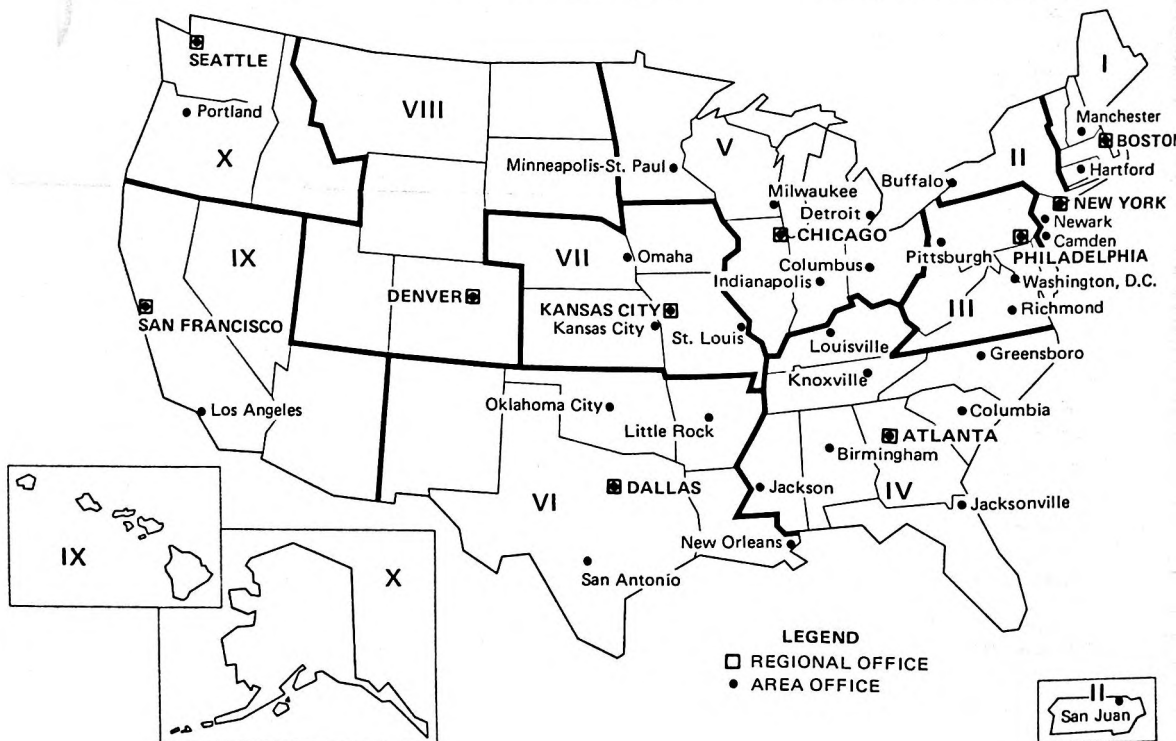 I
SEATTLE
VIII
Portland
Manchester
BOSTON
V
X
II
Minneapolis-St. Paul
Hartford
Buffalo
Milwaukee
NEW YORK
Detroit
Newark
CHICAGO
Camden
IX
VII
Omaha
Pittsburgh
PHILADELPHIA
Columbus
Washington, D.C.
Indianapolis
DENVER
KANSAS CITY
III
Richmond
SAN FRANCISCO
Kansas City
St. Louis
Louisville
Greensboro
Knoxville
Los Angeles
Oklahoma City
Columbia
Little Rock
ATLANTA
Birmingham
DALLAS
Jackson
IV
VI
Jacksonville
New Orleans
IX
X
San Antonio
LEGEND
REGIONAL OFFICE
AREA OFFICE
II
San Juan